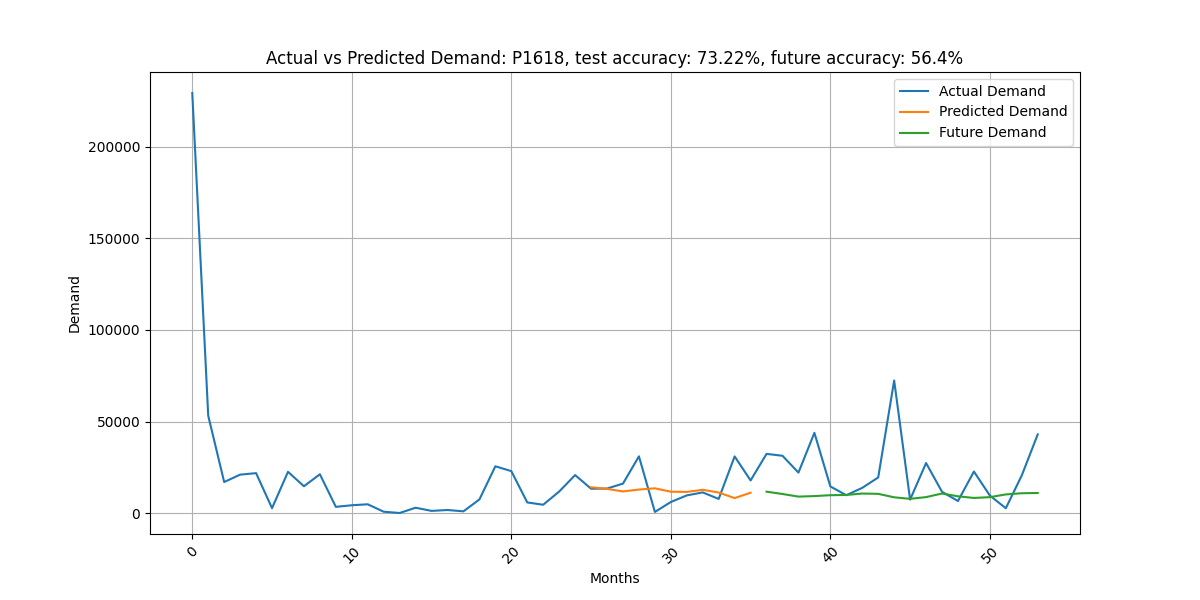 Actual vs Predicted Demand: P1618, test accuracy: 73.22%, future accuracy: 56.4%
Actual Demand
Predicted Demand
Future Demand
Demand
200000
150000
100000
50000
0
0
10
20
30
40
50
Months